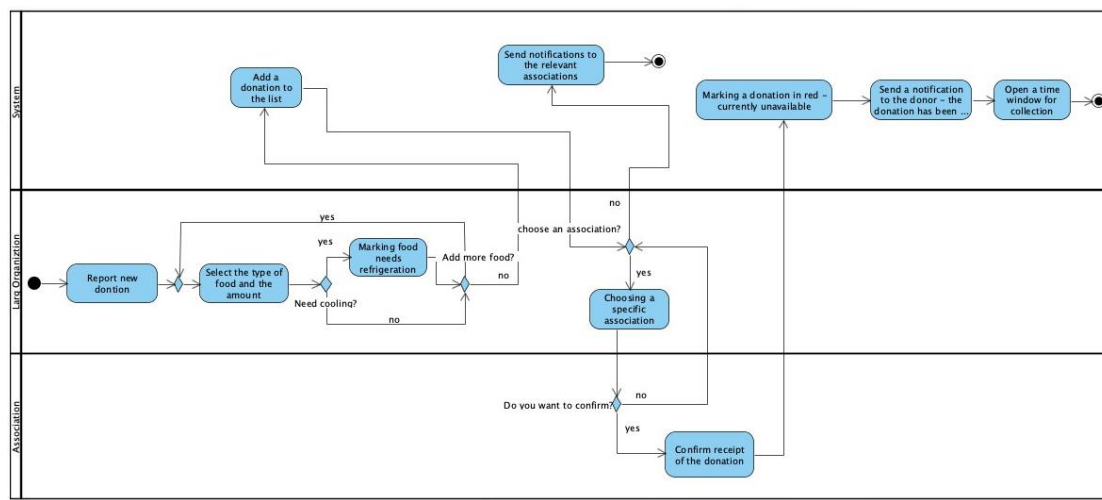 System
Add a
donation to
the list
Send notifications to
the relevant
associations
Marking a donation in red -
currently unavailable
Send a notification
to the donor - the
donation has been ...
Open a time
window for
collection
no
Larg Organiztion
Report new
dontion
yes
Select the type of
food and the
amount
yes
Marking food
needs
refrigeration
Need cooling?
no
Add more food?
no
choose an association?
yes
Choosing a
specific
association
Association
Do you want to confirm?
no
yes
Confirm receipt
of the donation